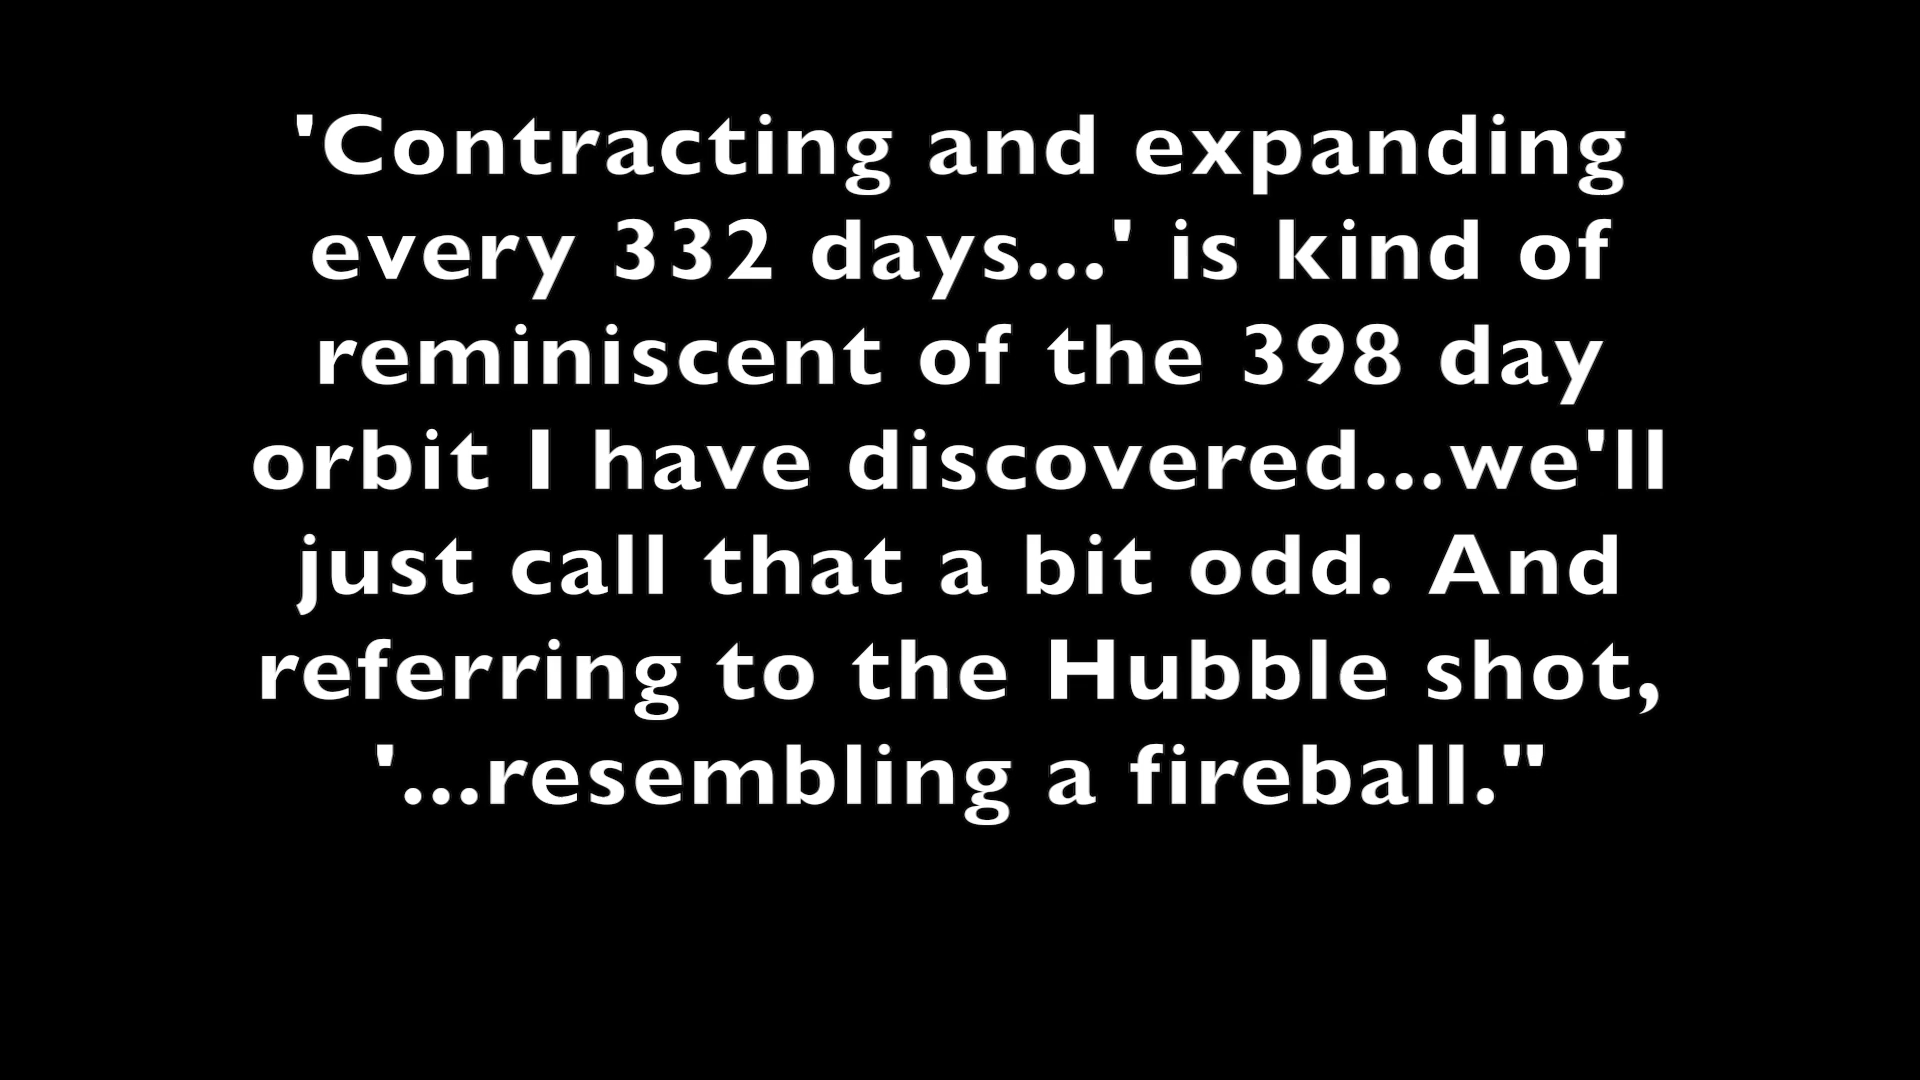 'Contracting and expanding
every 332 days...' is kind of
reminiscent of the 398 day
orbit I have discovered...we'll
just call that a bit odd. And
referring to the Hubble shot,
'...resembling a fireball."